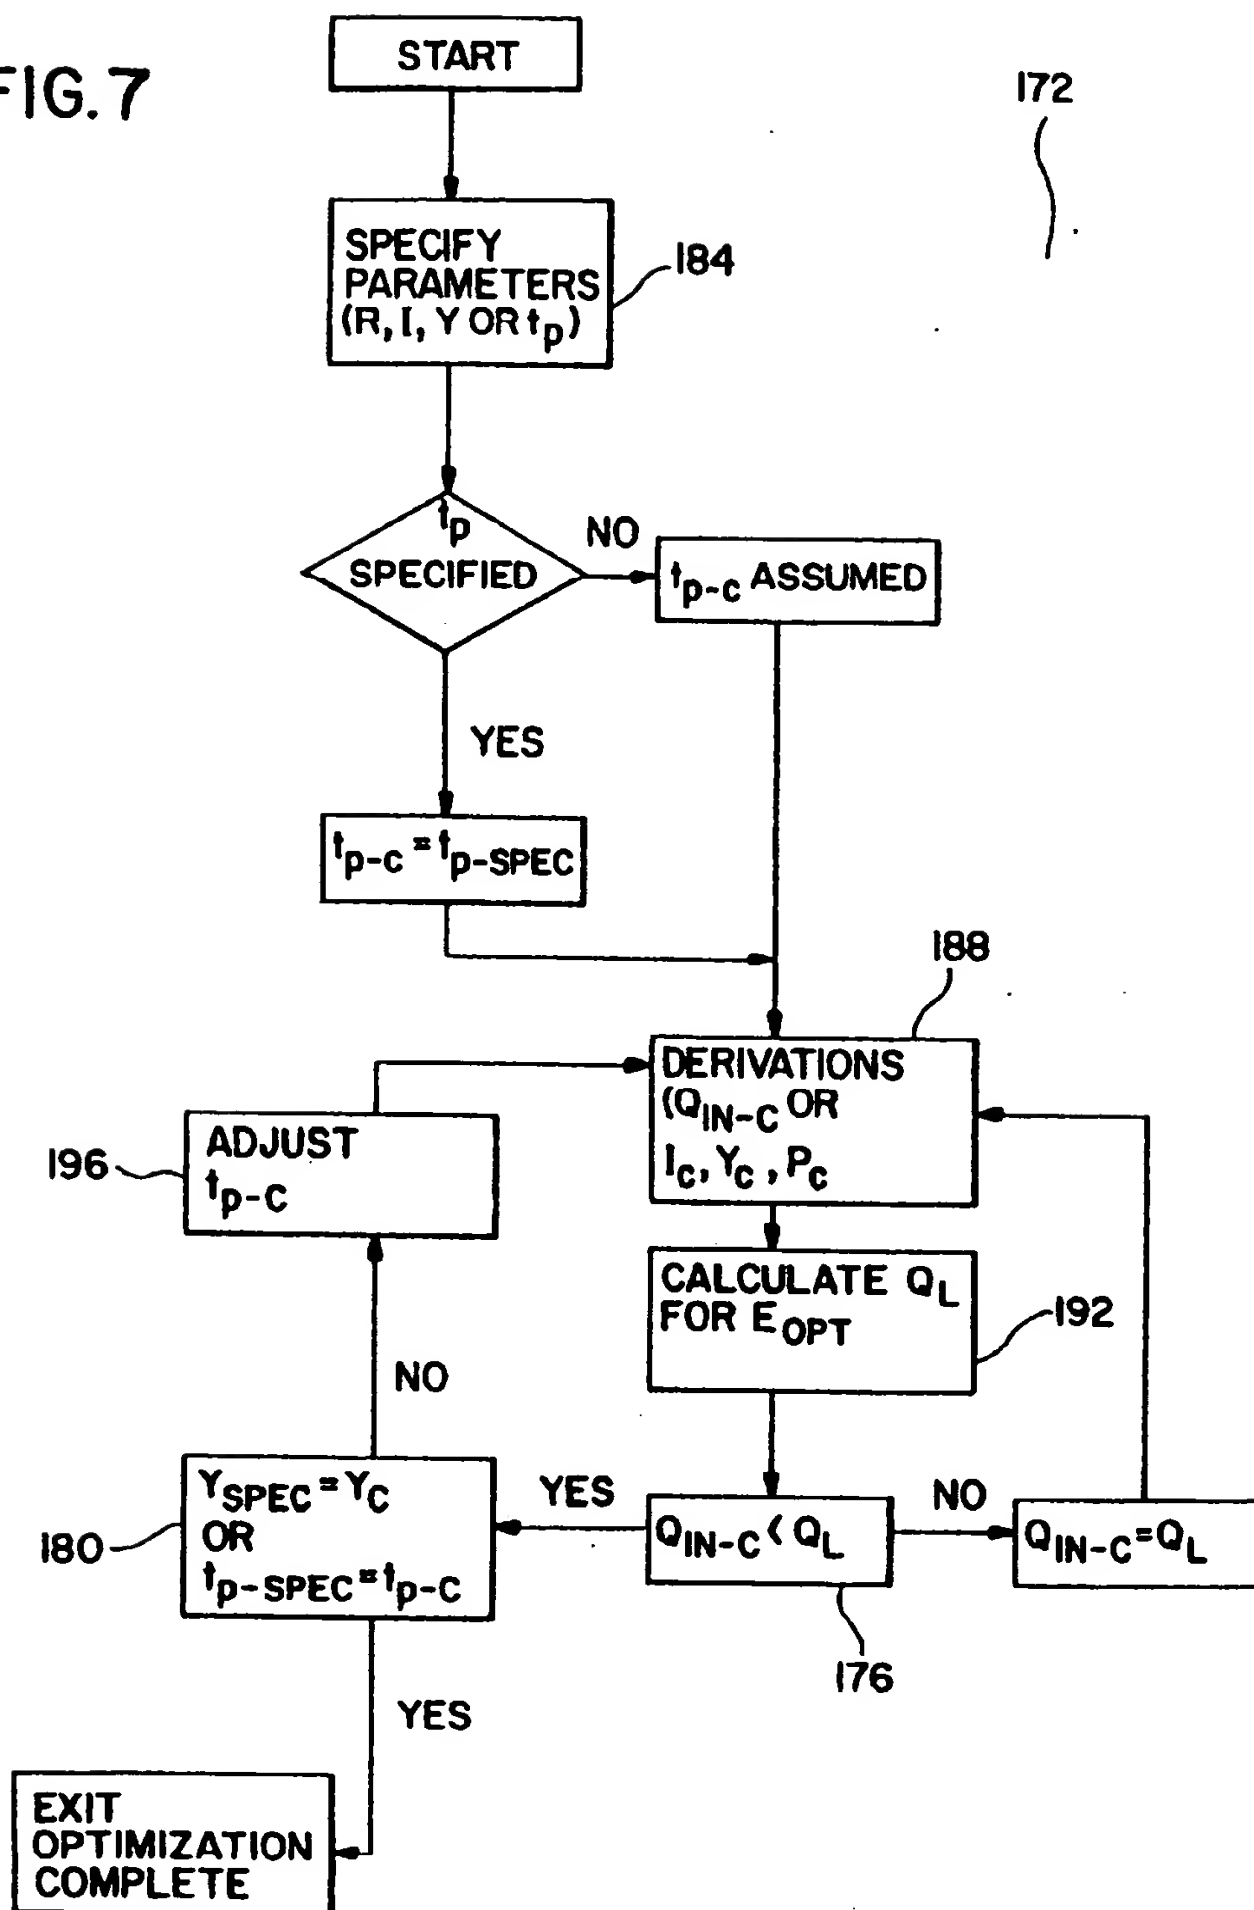 FIG. 7
START
172
SPECIFY
PARAMETERS
(R, I, Y OR tp)
184
tp
SPECIFIED
NO
tp-c ASSUMED
YES
tp-c = tp-SPEC
188
DERIVATIONS
(QIN-C OR
IC, YC, PC
ADJUST
tp-C
196
CALCULATE QL
FOR EOPT
192
NO
YSPEC = YC
OR
tp-SPEC = tp-C
180
YES
QIN-C < QL
NO
QIN-C = QL
176
YES
EXIT
OPTIMIZATION
COMPLETE